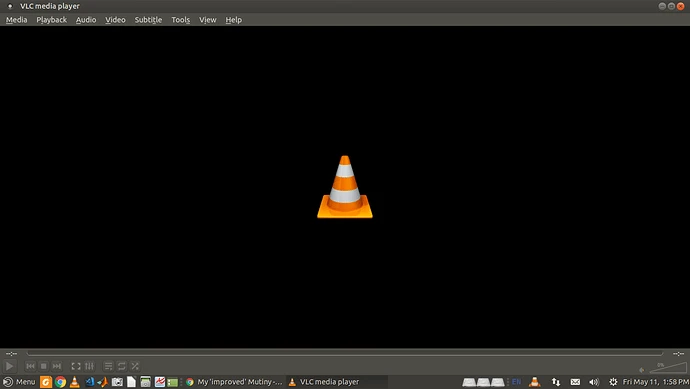 VLC media player
Media Playback Audio Video Subtitle Tools View Help
--:-- --:--
Menu My 'improved' Mutiny -... VLC media player EN Fri May 11, 1:58 PM